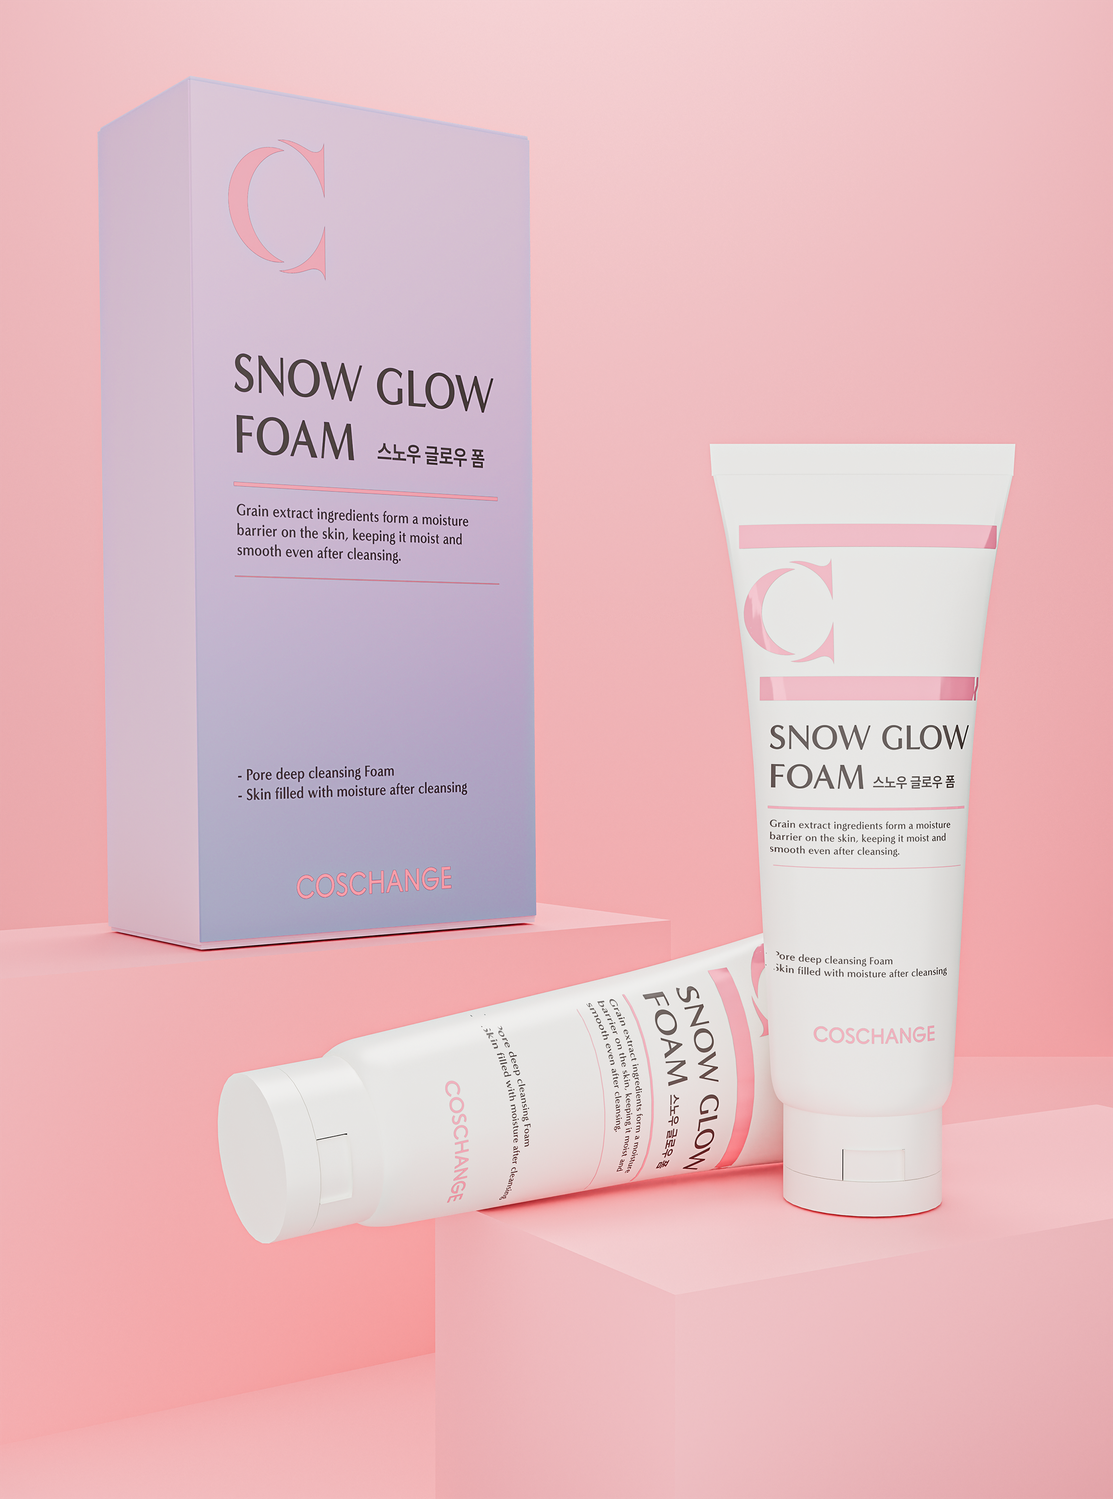 C
SNOW GLOW
FOAM 스노우 글로우 폼
Grain extract ingredients form a moisture
barrier on the skin, keeping it moist and
smooth even after cleansing.
- Pore deep cleansing Foam
- Skin filled with moisture after cleansing
COSCHANGE
C
SNOW GLOW
FOAM 스노우 글로우 폼
Grain extract ingredients form a moisture
barrier on the skin, keeping it moist and
smooth even after cleansing.
Pore deep cleansing Foam
Skin filled with moisture after cleansing
COSCHANGE
SNOW GLOW
FOAM 스노우 글로우 폼
Grain extract ingredients form a moisture
barrier on the skin, keeping it moist and
smooth even after cleansing.
Pore deep cleansing Foam
Skin filled with moisture after cleansing
COSCHANGE